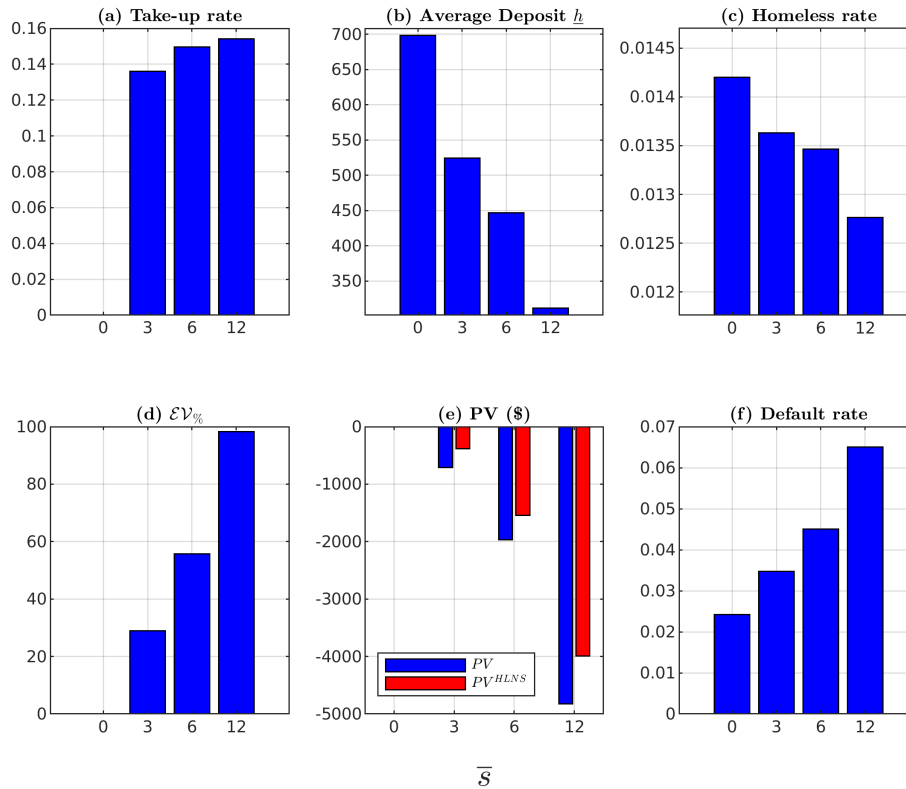 (a) Take-up rate
0.16
0.14
0.12
0.1
0.08
0.06
0.04
0.02
0
0 3 6 12
(b) Average Deposit h
700
650
600
550
500
450
400
350
0 3 6 12
(c) Homeless rate
0.0145
0.014
0.0135
0.013
0.0125
0.012
0 3 6 12
(d) ℰ𝒱%
100
80
60
40
20
0
0 3 6 12
(e) PV ($)
0
-1000
-2000
-3000
-4000
-5000
PV
PV^HLNS
0 3 6 12
(f) Default rate
0.07
0.06
0.05
0.04
0.03
0.02
0.01
0
0 3 6 12
s̅